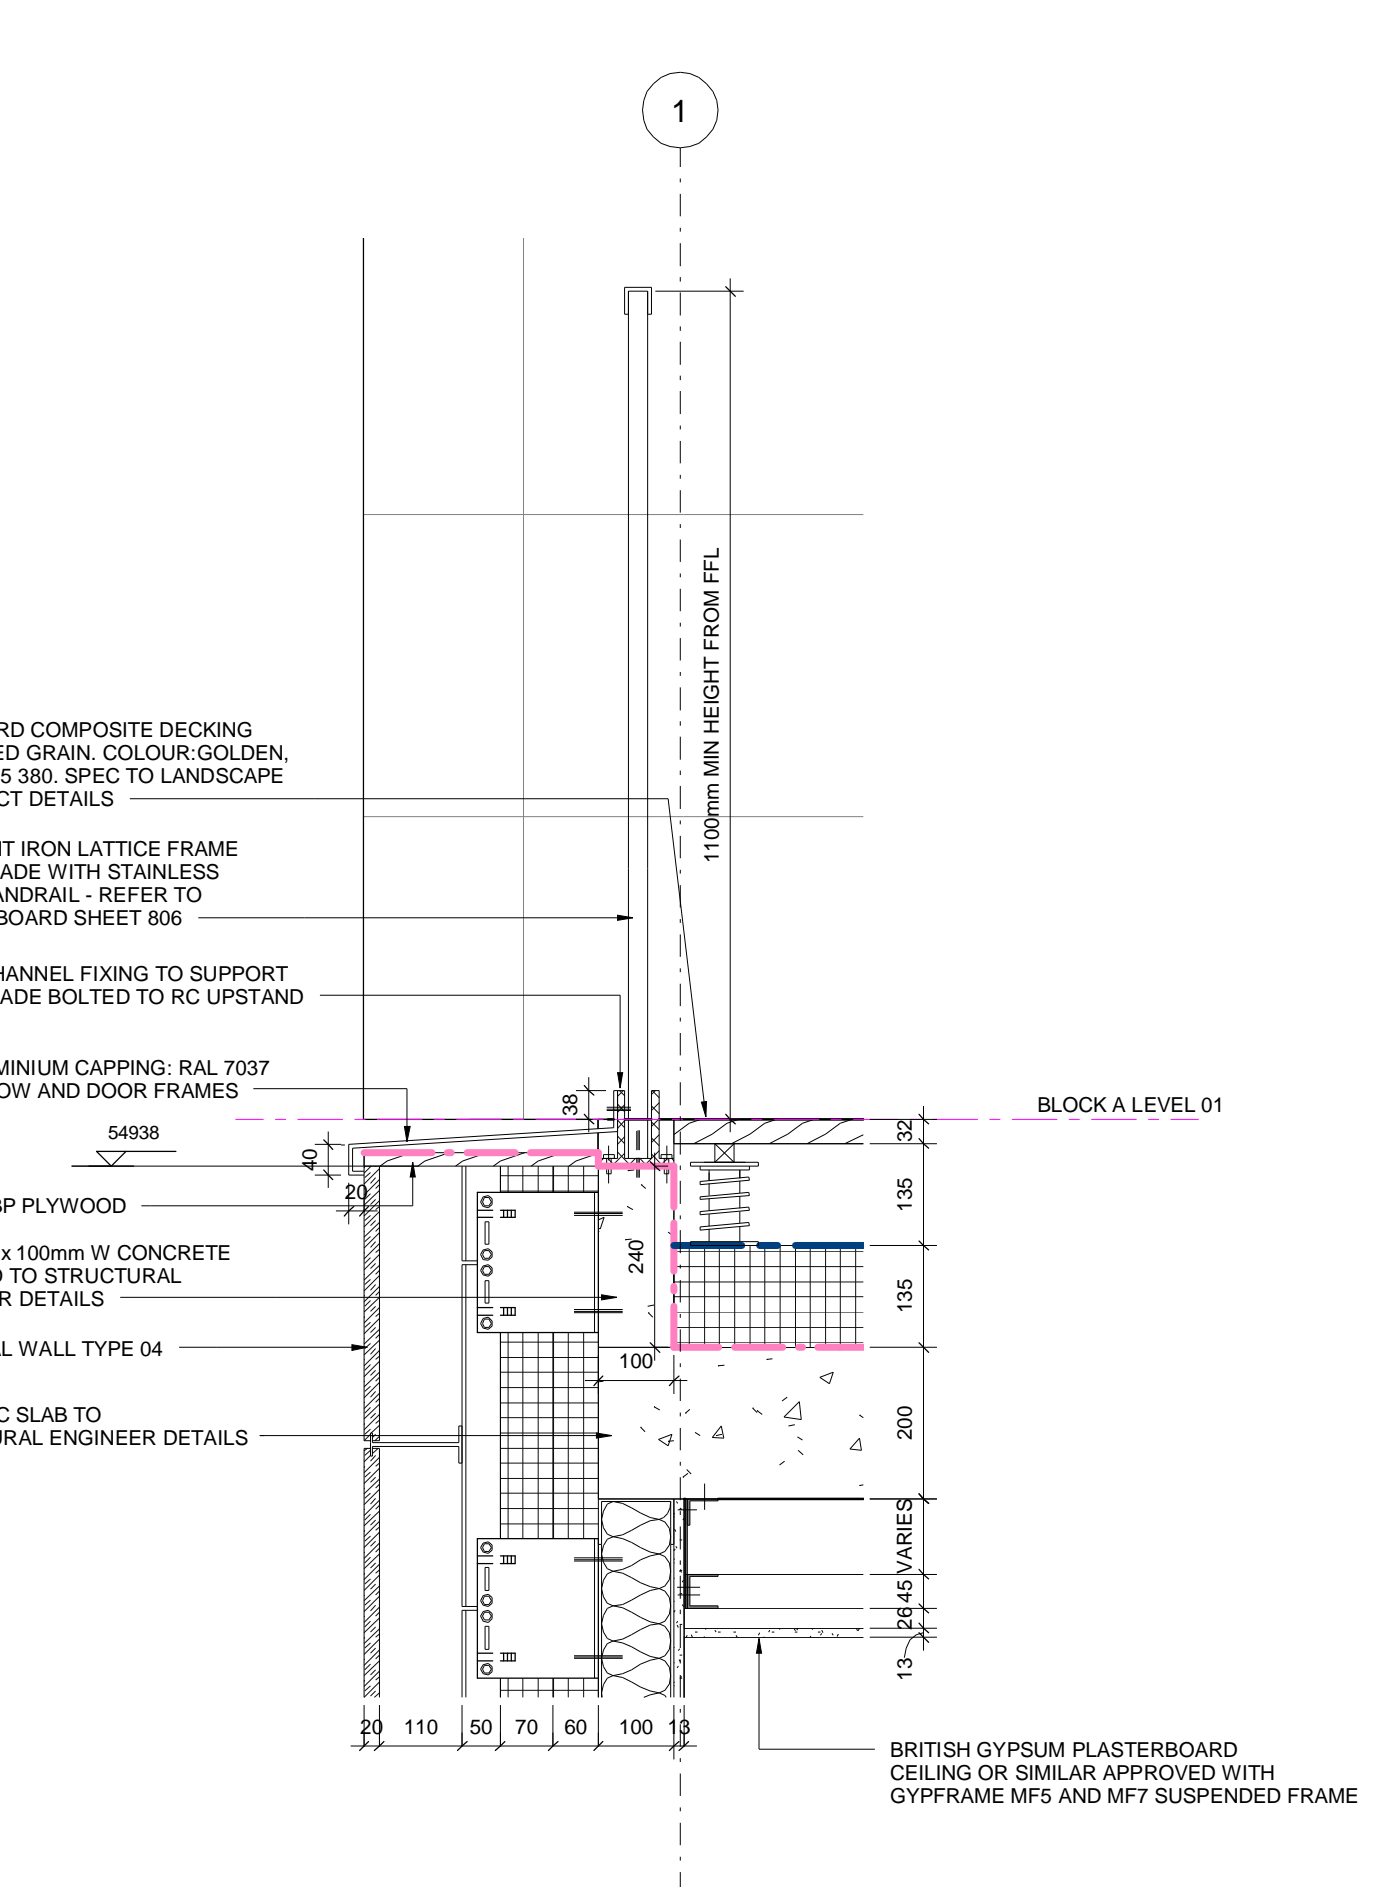 1
1100mm MIN HEIGHT FROM FFL
RD COMPOSITE DECKING
ED GRAIN. COLOUR:GOLDEN,
5 380. SPEC TO LANDSCAPE
CT DETAILS
IT IRON LATTICE FRAME
ADE WITH STAINLESS
ANDRAIL - REFER TO
BOARD SHEET 806
HANNEL FIXING TO SUPPORT
ADE BOLTED TO RC UPSTAND
MINIUM CAPPING: RAL 7037
OW AND DOOR FRAMES
38
BLOCK A LEVEL 01
54938
32
40
20
135
BP PLYWOOD
x 100mm W CONCRETE
D TO STRUCTURAL
R DETAILS
240
135
L WALL TYPE 04
100
C SLAB TO
URAL ENGINEER DETAILS
200
VARIES
45
26
13
20 110 50 70 60 100 13
BRITISH GYPSUM PLASTERBOARD
CEILING OR SIMILAR APPROVED WITH
GYPFRAME MF5 AND MF7 SUSPENDED FRAME